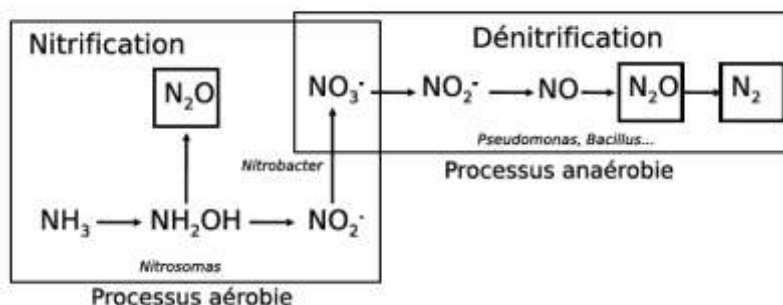 Nitrification
Dénitrification
N₂O
NO₃⁻
NO₂⁻
NO
N₂O
N₂
Pseudomonas, Bacillus...
Nitrobacter
Processus anaérobie
NH₃
NH₂OH
NO₂⁻
Nitrosomas
Processus aérobie